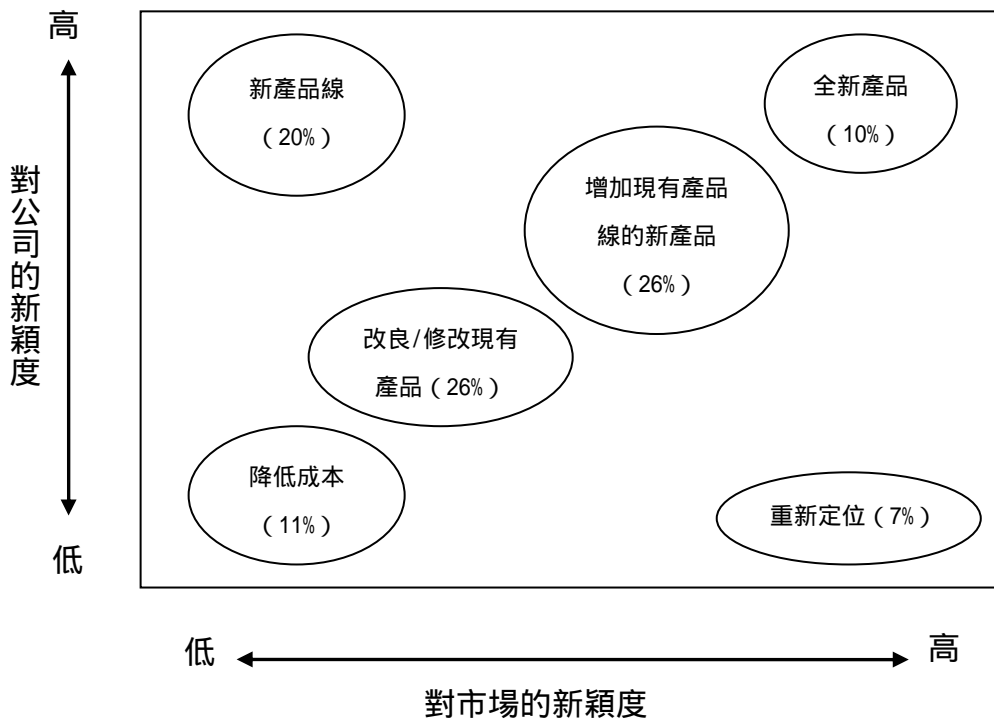 高
對公司的新穎度
低
新產品線
（20%）
全新產品
（10%）
增加現有產品
線的新產品
（26%）
改良/修改現有
產品（26%）
降低成本
（11%）
重新定位（7%）
低
高
對市場的新穎度